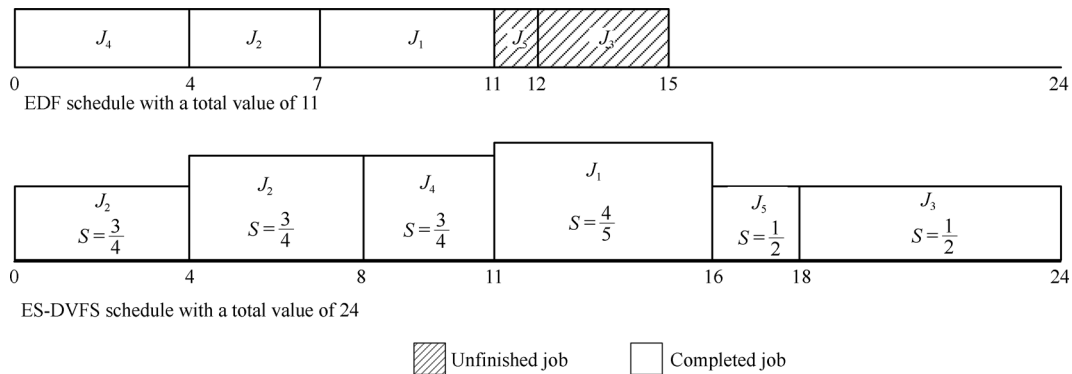 J₄ J₂ J₁ J₅ J₃
0 4 7 11 12 15 24
EDF schedule with a total value of 11
J₂ S=3/4
J₂ S=3/4
J₄ S=3/4
J₁ S=4/5
J₅ S=1/2
J₃ S=1/2
0 4 8 11 16 18 24
ES-DVFS schedule with a total value of 24
Unfinished job Completed job